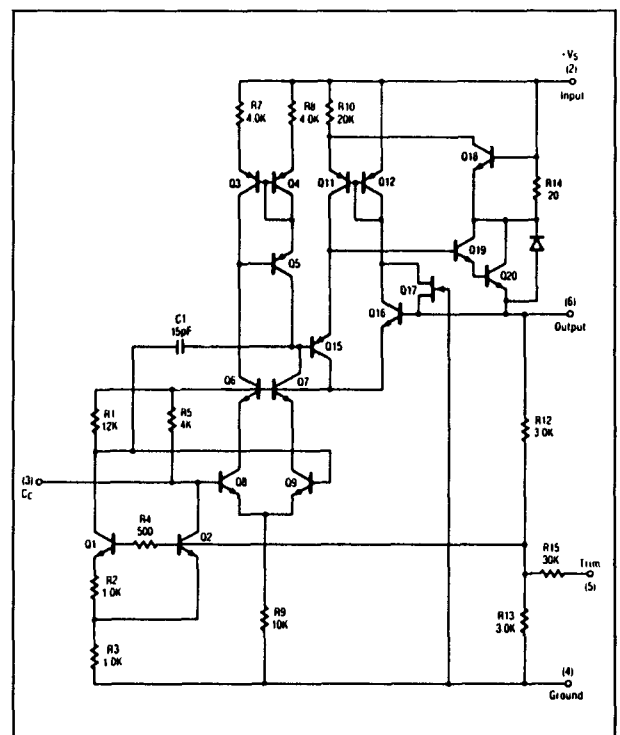 +VS
(2)
Input
R7
4.0K
R8
4.0K
R10
20K
Q18
Q3
Q4
Q11
Q12
R14
20
Q5
Q19
Q20
Q17
C1
15pF
Q15
Q16
(6)
Output
Q6
Q7
R1
12K
R5
4K
R12
3.0K
(3)
CC
Q8
Q9
Q1
R4
500
Q2
R15
30K
Trim
(5)
R2
1.0K
R9
10K
R13
3.0K
R3
1.0K
(4)
Ground